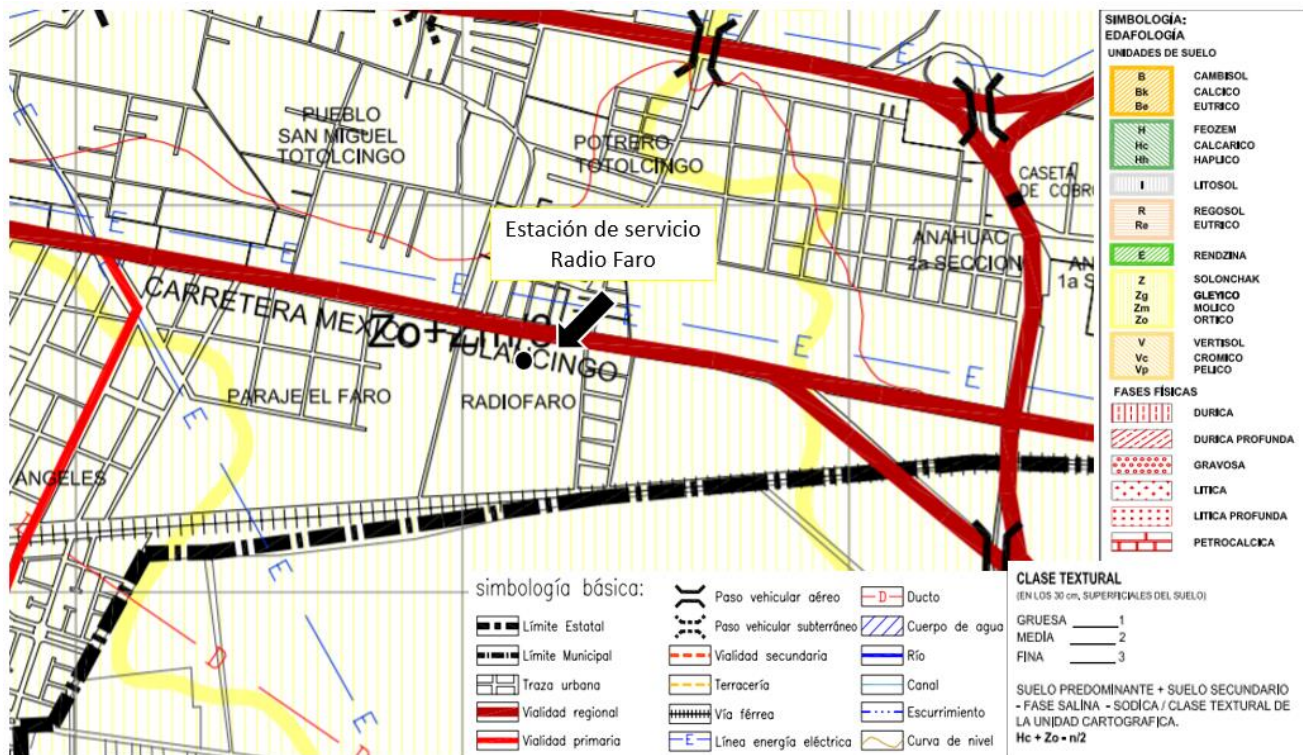 PUEBLO
SAN MIGUEL
TOTOLCINGO
POTRERO
TOTOLCINGO
CASETA
DE COBRO
Estación de servicio
Radio Faro
ANAHUAC
2a SECCION
AN
1a S
CARRETERA MEXICO
TULANCINGO
PARAJE EL FARO
RADIOFARO
ANGELES
E
E
E
E
E
E
E
E
E
E
D
D
SIMBOLOGÍA:
EDAFOLOGÍA
UNIDADES DE SUELO
B CAMBISOL
Bk CALCICO
Be EUTRICO
H FEOZEM
Hc CALCARICO
Hh HAPLICO
I LITOSOL
R REGOSOL
Re EUTRICO
E RENDZINA
Z SOLONCHAK
Zg GLEYICO
Zm MOLICO
Zo ORTICO
V VERTISOL
Vc CROMICO
Vp PELICO
FASES FÍSICAS
DURICA
DURICA PROFUNDA
GRAVOSA
LITICA
LITICA PROFUNDA
PETROCALCICA
simbología básica:
Límite Estatal
Límite Municipal
Traza urbana
Vialidad regional
Vialidad primaria
Paso vehicular aéreo
Paso vehicular subterráneo
Vialidad secundaria
Terracería
Vía férrea
E Línea energía eléctrica
D Ducto
Cuerpo de agua
Río
Canal
Escurrimiento
Curva de nivel
CLASE TEXTURAL
(EN LOS 30 cm, SUPERFICIALES DEL SUELO)
GRUESA 1
MEDIA 2
FINA 3
SUELO PREDOMINANTE + SUELO SECUNDARIO
- FASE SALINA - SODÍCA / CLASE TEXTURAL DE
LA UNIDAD CARTOGRAFICA.
Hc + Zo - n/2